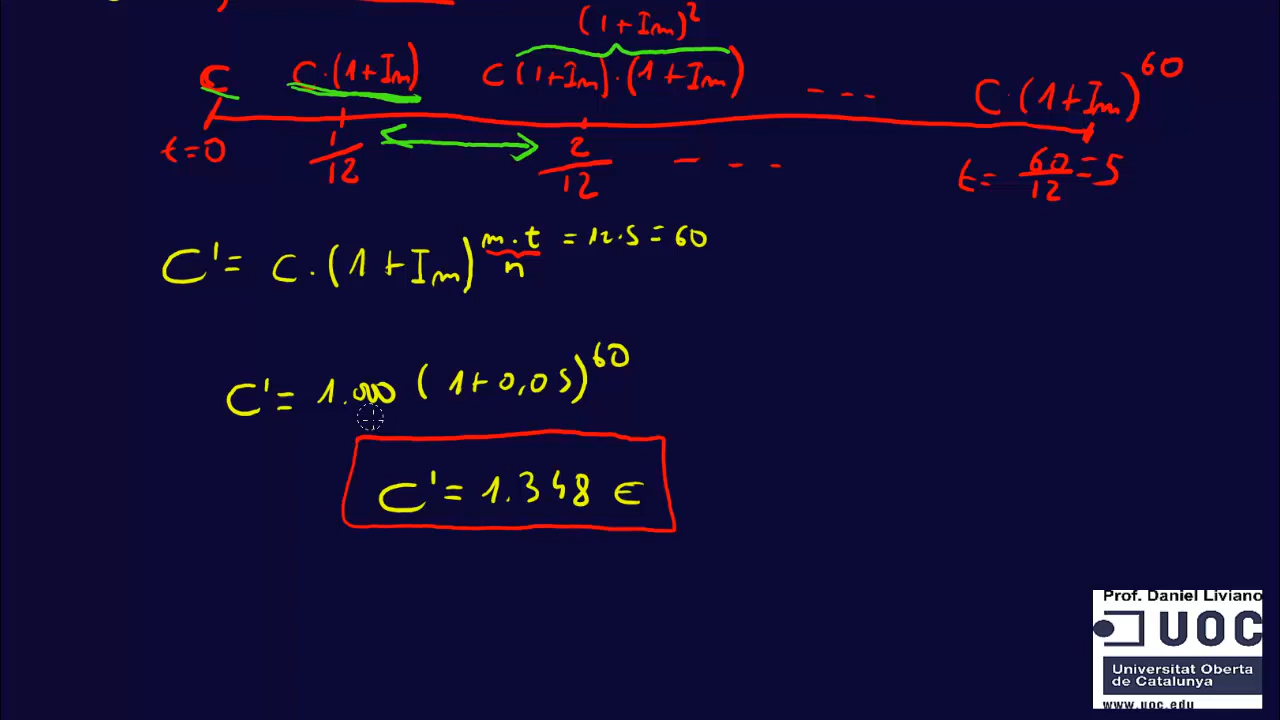 (1+Im)²
C C·(1+Im) C(1+Im)·(1+Im) --- C·(1+Im)⁶⁰
t=0 1/12 2/12 --- t= 60/12 =5
C'= C·(1+Im)^(m·t) = 12·5 = 60
n
C'= 1.000 (1+0,05)⁶⁰
C'= 1.348 €
Prof. Daniel Liviano
UOC
Universitat Oberta
de Catalunya
www.uoc.edu